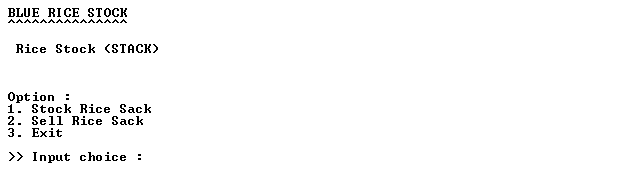 BLUE RICE STOCK
^^^^^^^^^^^^^^^
Rice Stock (STACK)
Option :
1. Stock Rice Sack
2. Sell Rice Sack
3. Exit
>> Input choice :